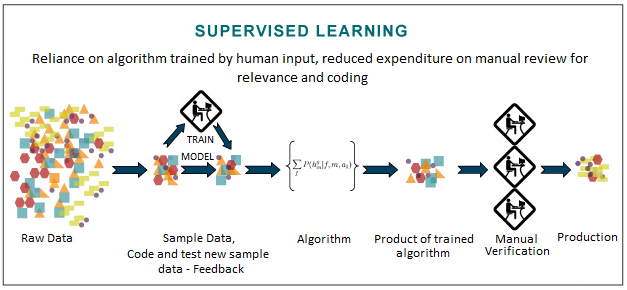 SUPERVISED LEARNING
Reliance on algorithm trained by human input, reduced expenditure on manual review for
relevance and coding
TRAIN
MODEL
Raw Data
Sample Data,
Code and test new sample
data - Feedback
Algorithm
Product of trained
algorithm
Manual
Verification
Production